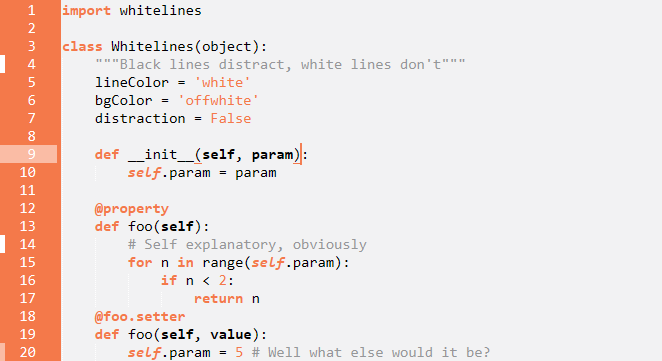 1 import whitelines
2
3 class Whitelines(object):
4     """Black lines distract, white lines don't"""
5     lineColor = 'white'
6     bgColor = 'offwhite'
7     distraction = False
8
9     def __init__(self, param):
10         self.param = param
11
12     @property
13     def foo(self):
14         # Self explanatory, obviously
15         for n in range(self.param):
16             if n < 2:
17                 return n
18     @foo.setter
19     def foo(self, value):
20         self.param = 5 # Well what else would it be?